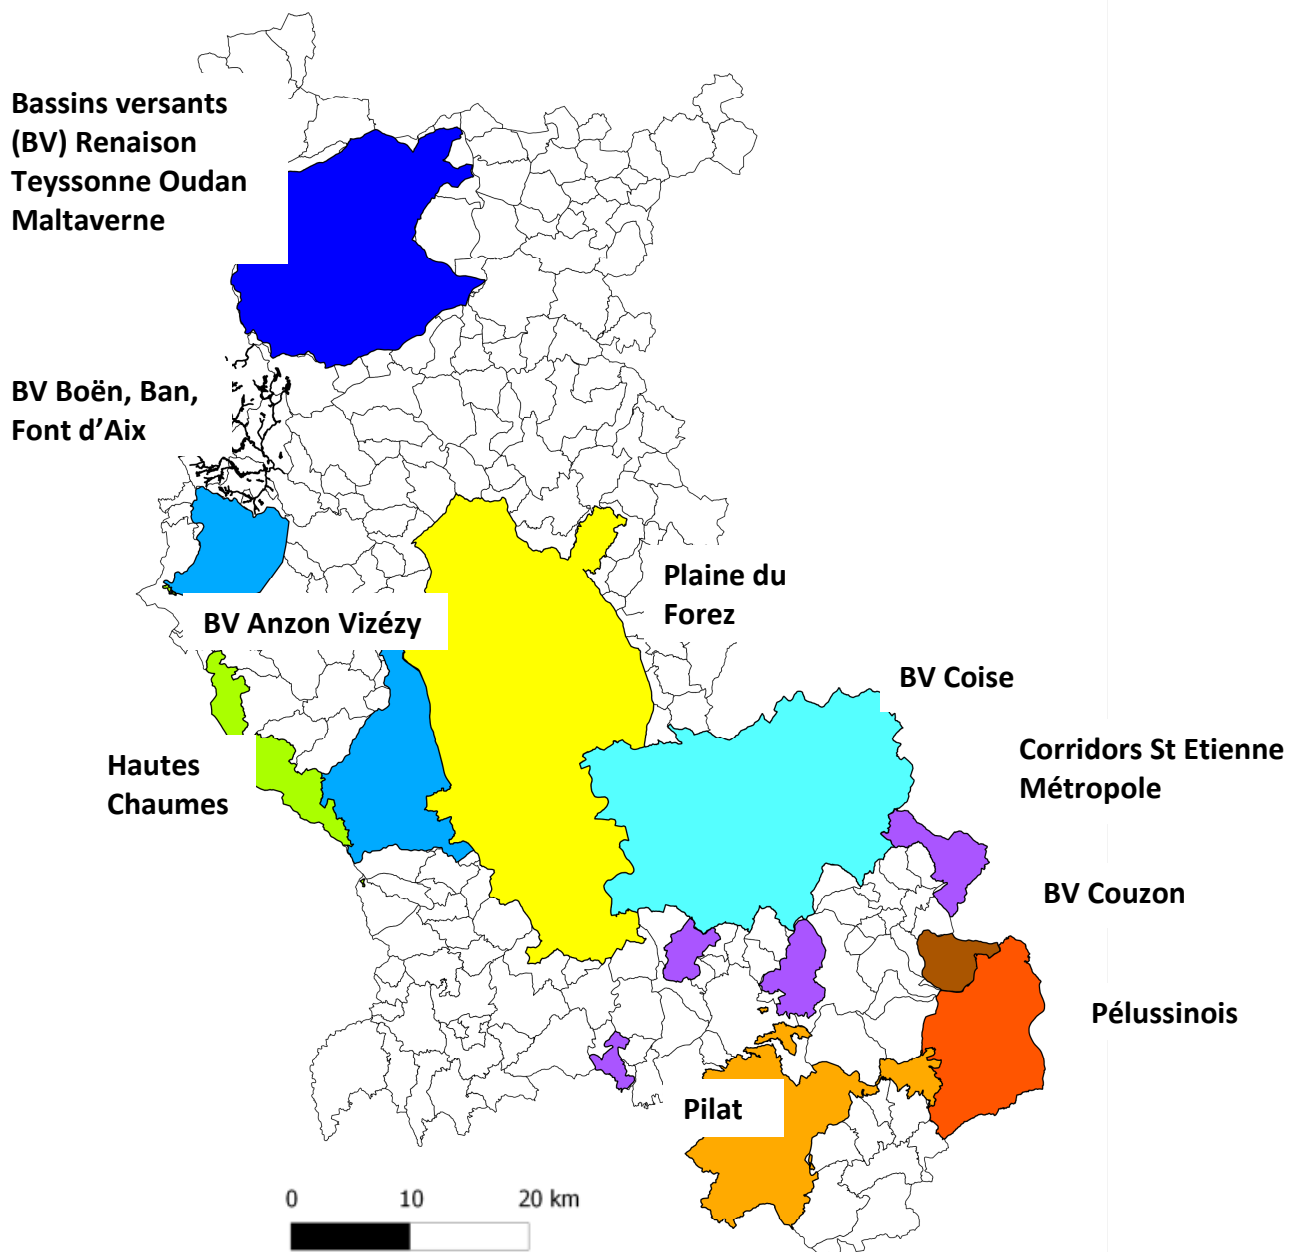 Bassins versants
(BV) Renaison
Teyssonne Oudan
Maltaverne
BV Boën, Ban,
Font d’Aix
Plaine du
Forez
BV Anzon Vizézy
BV Coise
Hautes
Chaumes
Corridors St Etienne
Métropole
BV Couzon
Pélussinois
Pilat
0 10 20 km